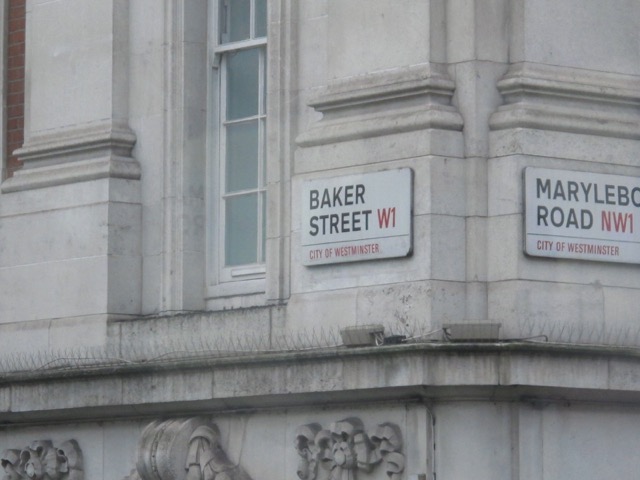 BAKER
STREET W1
CITY OF WESTMINSTER
MARYLEBO
ROAD NW1
CITY OF WESTMINSTER